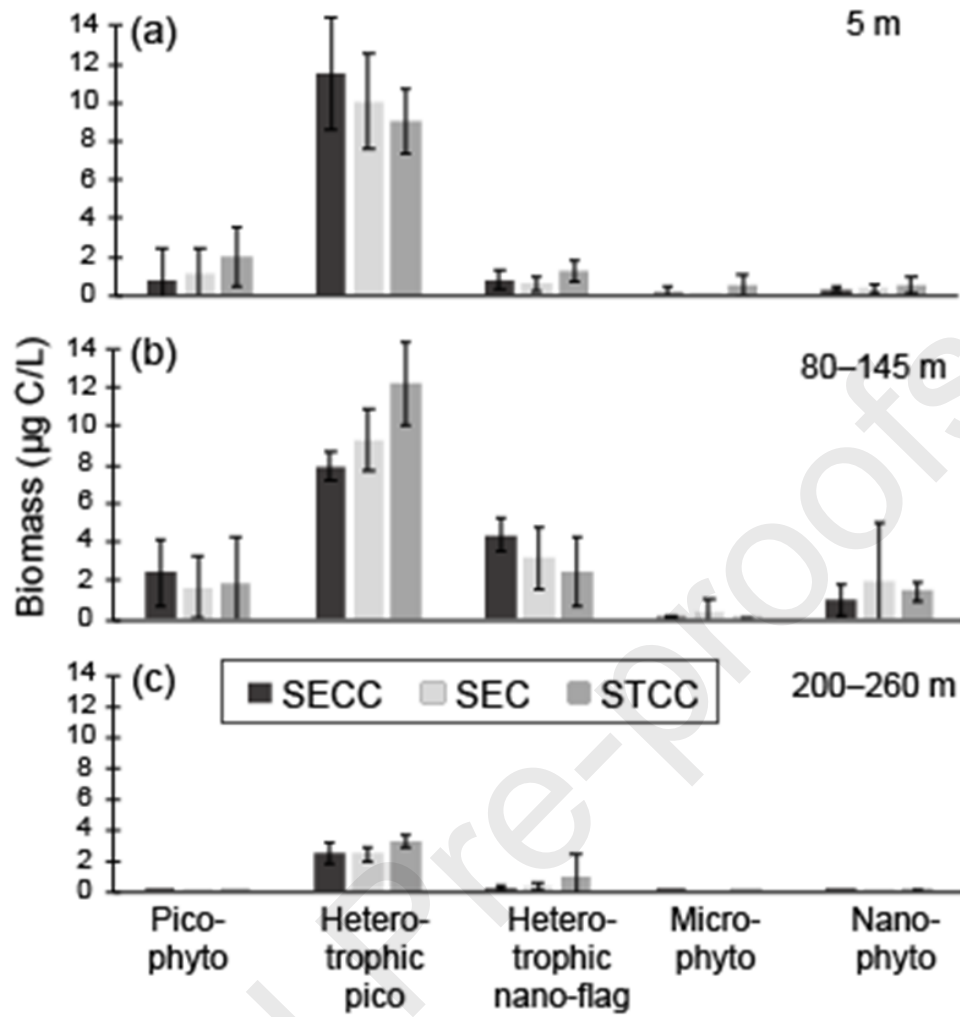 (a)
5 m
14
12
10
8
6
4
2
0
Biomass (µg C/L)
(b)
80–145 m
14
12
10
8
6
4
2
0
(c)
200–260 m
SECC SEC STCC
14
12
10
8
6
4
2
0
Pico-
phyto
Hetero-
trophic
pico
Hetero-
trophic
nano-flag
Micro-
phyto
Nano-
phyto
Pre-proofs